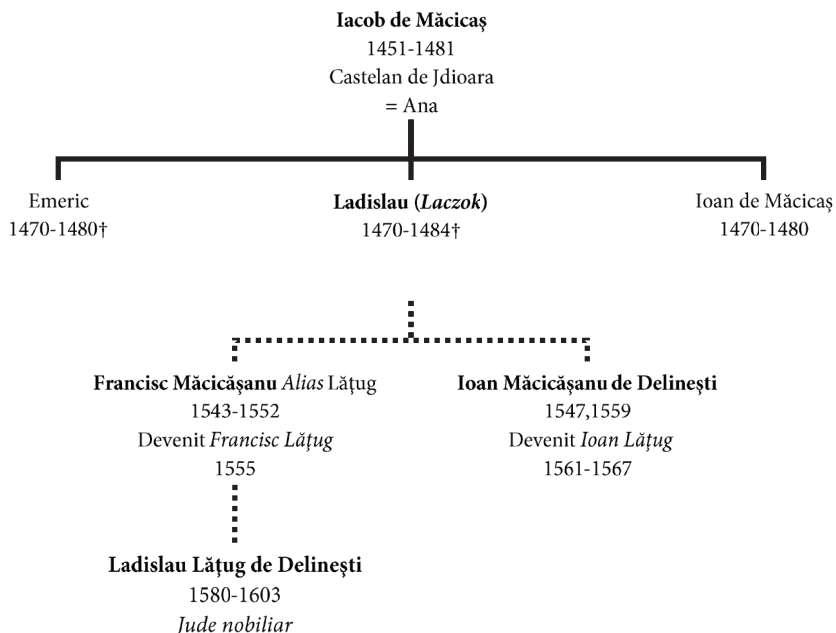 Iacob de Măcicaş
1451-1481
Castelan de Jdioara
= Ana
Emeric
1470-1480†
Ladislau (Laczok)
1470-1484†
Ioan de Măcicaş
1470-1480
Francisc Măcicăşanu Alias Lăţug
1543-1552
Devenit Francisc Lăţug
1555
Ioan Măcicăşanu de Delineşti
1547,1559
Devenit Ioan Lăţug
1561-1567
Ladislau Lăţug de Delineşti
1580-1603
Jude nobiliar